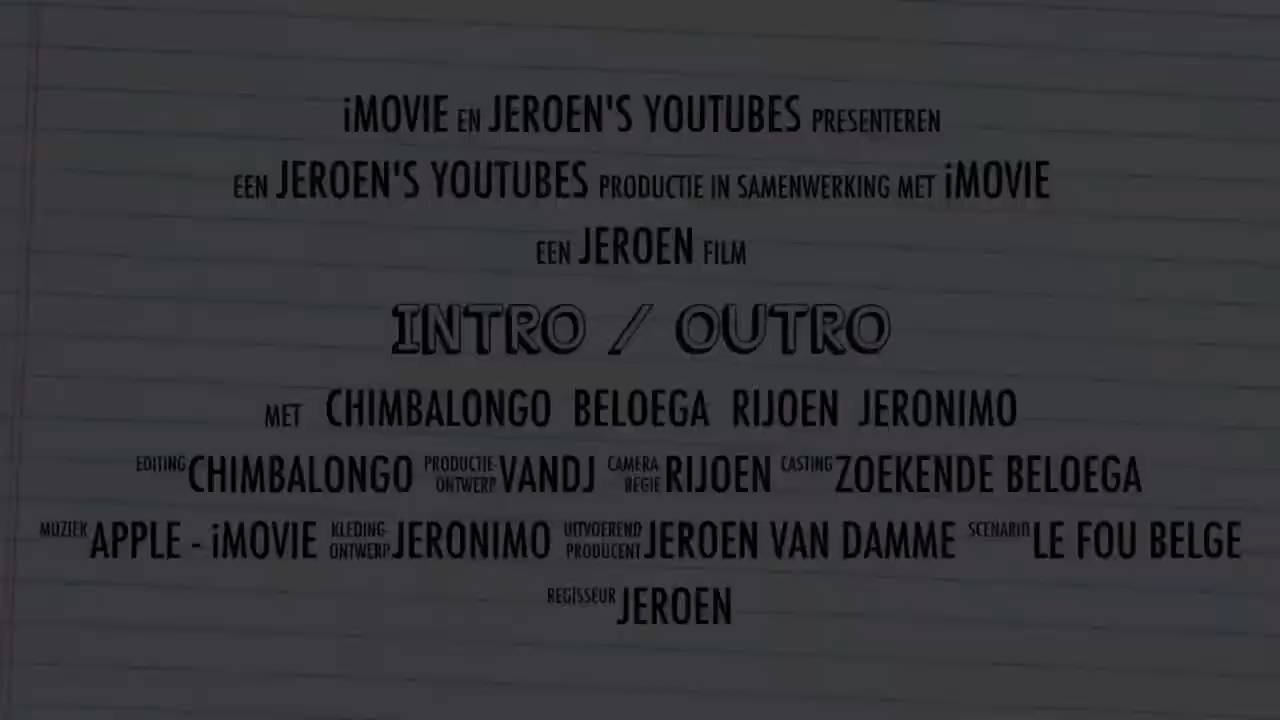 iMOVIE EN JEROEN'S YOUTUBES PRESENTEREN
EEN JEROEN'S YOUTUBES PRODUCTIE IN SAMENWERKING MET iMOVIE
EEN JEROEN FILM
INTRO / OUTRO
MET CHIMBALONGO BELOEGA RIJOEN JERONIMO
EDITING CHIMBALONGO PRODUCTIE-ONTWERP VANDJ CAMERA REGIE RIJOEN CASTING ZOEKENDE BELOEGA
MUZIEK APPLE - iMOVIE KLEDING-ONTWERP JERONIMO UITVOEREND PRODUCENT JEROEN VAN DAMME SCENARIO LE FOU BELGE
REGISSEUR JEROEN